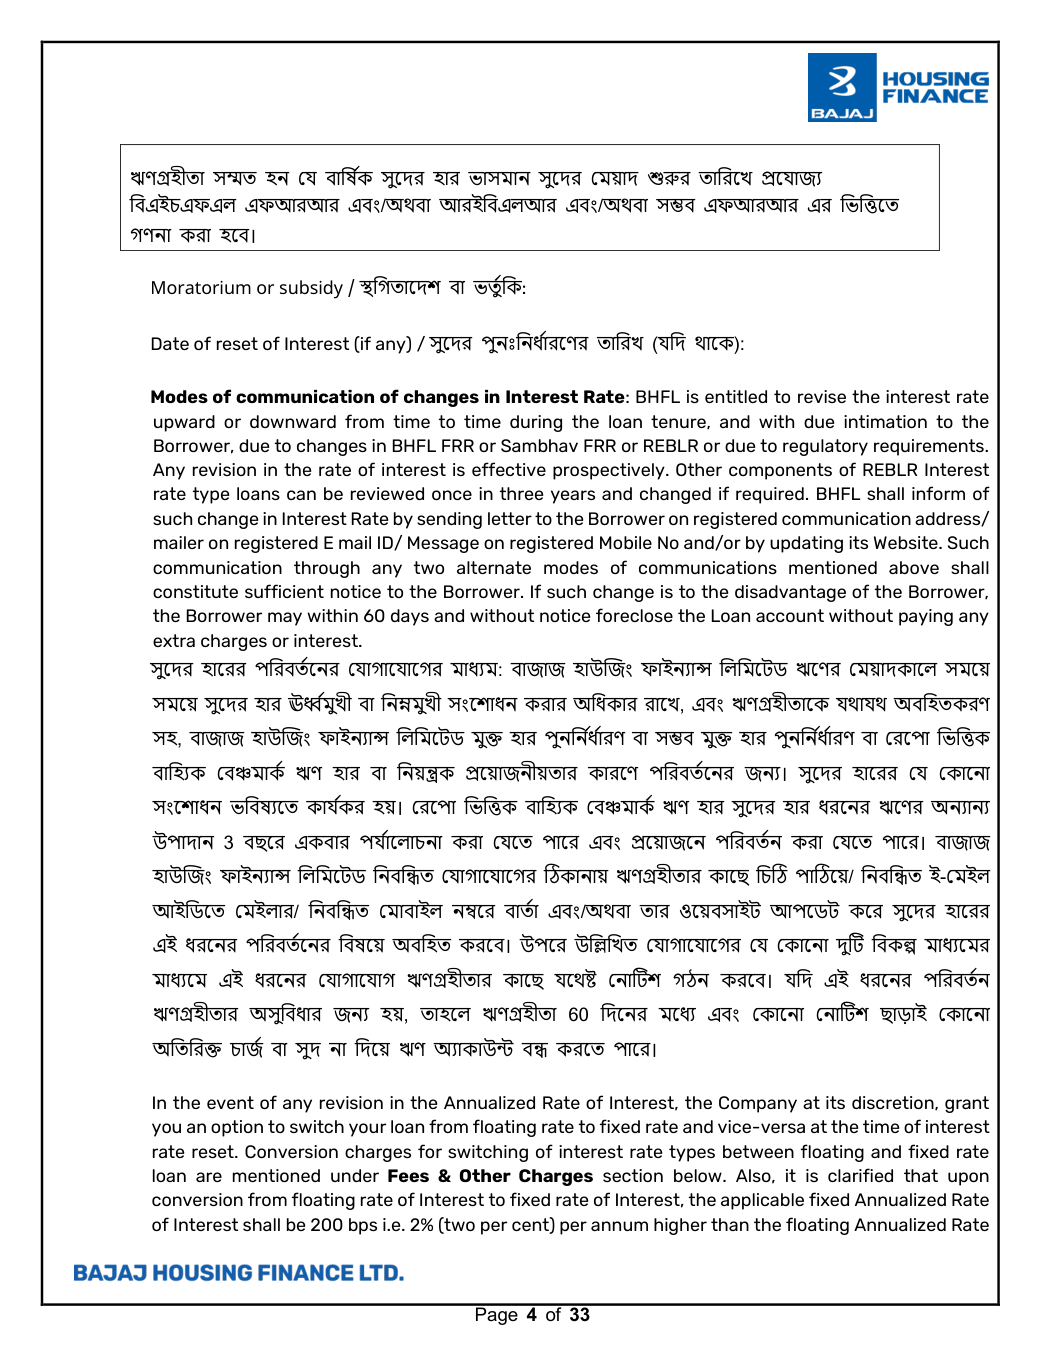 HOUSING
FINANCE
BAJAJ
ঋণগ্রহীতা সম্মত হন যে বার্ষিক সুদের হার ভাসমান সুদের মেয়াদ শুরুর তারিখে প্রযোজ্য
বিএইচএফএল এফআরআর এবং/অথবা আরইবিএলআর এবং/অথবা সম্ভব এফআরআর এর ভিত্তিতে
গণনা করা হবে।
Moratorium or subsidy / স্থগিতাদেশ বা ভর্তুকি:
Date of reset of Interest (if any) / সুদের পুনঃনির্ধারণের তারিখ (যদি থাকে):
Modes of communication of changes in Interest Rate: BHFL is entitled to revise the interest rate
upward or downward from time to time during the loan tenure, and with due intimation to the
Borrower, due to changes in BHFL FRR or Sambhav FRR or REBLR or due to regulatory requirements.
Any revision in the rate of interest is effective prospectively. Other components of REBLR Interest
rate type loans can be reviewed once in three years and changed if required. BHFL shall inform of
such change in Interest Rate by sending letter to the Borrower on registered communication address/
mailer on registered E mail ID/ Message on registered Mobile No and/or by updating its Website. Such
communication through any two alternate modes of communications mentioned above shall
constitute sufficient notice to the Borrower. If such change is to the disadvantage of the Borrower,
the Borrower may within 60 days and without notice foreclose the Loan account without paying any
extra charges or interest.
সুদের হারের পরিবর্তনের যোগাযোগের মাধ্যম: বাজাজ হাউজিং ফাইন্যান্স লিমিটেড ঋণের মেয়াদকালে সময়ে
সময়ে সুদের হার ঊর্ধ্বমুখী বা নিম্নমুখী সংশোধন করার অধিকার রাখে, এবং ঋণগ্রহীতাকে যথাযথ অবহিতকরণ
সহ, বাজাজ হাউজিং ফাইন্যান্স লিমিটেড মুক্ত হার পুনর্নির্ধারণ বা সম্ভব মুক্ত হার পুনর্নির্ধারণ বা রেপো ভিত্তিক
বাহ্যিক বেঞ্চমার্ক ঋণ হার বা নিয়ন্ত্রক প্রয়োজনীয়তার কারণে পরিবর্তনের জন্য। সুদের হারের যে কোনো
সংশোধন ভবিষ্যতে কার্যকর হয়। রেপো ভিত্তিক বাহ্যিক বেঞ্চমার্ক ঋণ হার সুদের হার ধরনের ঋণের অন্যান্য
উপাদান 3 বছরে একবার পর্যালোচনা করা যেতে পারে এবং প্রয়োজনে পরিবর্তন করা যেতে পারে। বাজাজ
হাউজিং ফাইন্যান্স লিমিটেড নিবন্ধিত যোগাযোগের ঠিকানায় ঋণগ্রহীতার কাছে চিঠি পাঠিয়ে/ নিবন্ধিত ই-মেইল
আইডিতে মেইলার/ নিবন্ধিত মোবাইল নম্বরে বার্তা এবং/অথবা তার ওয়েবসাইট আপডেট করে সুদের হারের
এই ধরনের পরিবর্তনের বিষয়ে অবহিত করবে। উপরে উল্লিখিত যোগাযোগের যে কোনো দুটি বিকল্প মাধ্যমের
মাধ্যমে এই ধরনের যোগাযোগ ঋণগ্রহীতার কাছে যথেষ্ট নোটিশ গঠন করবে। যদি এই ধরনের পরিবর্তন
ঋণগ্রহীতার অসুবিধার জন্য হয়, তাহলে ঋণগ্রহীতা 60 দিনের মধ্যে এবং কোনো নোটিশ ছাড়াই কোনো
অতিরিক্ত চার্জ বা সুদ না দিয়ে ঋণ অ্যাকাউন্ট বন্ধ করতে পারে।
In the event of any revision in the Annualized Rate of Interest, the Company at its discretion, grant
you an option to switch your loan from floating rate to fixed rate and vice-versa at the time of interest
rate reset. Conversion charges for switching of interest rate types between floating and fixed rate
loan are mentioned under Fees & Other Charges section below. Also, it is clarified that upon
conversion from floating rate of Interest to fixed rate of Interest, the applicable fixed Annualized Rate
of Interest shall be 200 bps i.e. 2% (two per cent) per annum higher than the floating Annualized Rate
BAJAJ HOUSING FINANCE LTD.
Page 4 of 33